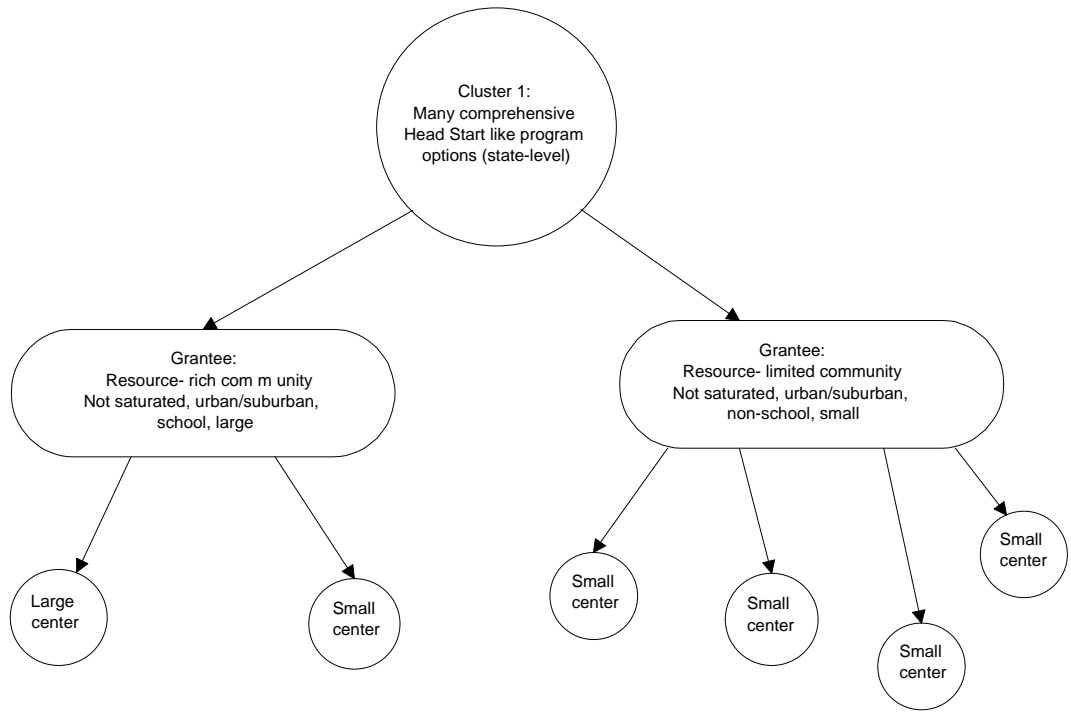 Cluster 1:
Many comprehensive
Head Start like program
options (state-level)
Grantee:
Resource- rich com m unity
Not saturated, urban/suburban,
school, large
Grantee:
Resource- limited community
Not saturated, urban/suburban,
non-school, small
Large
center
Small
center
Small
center
Small
center
Small
center
Small
center